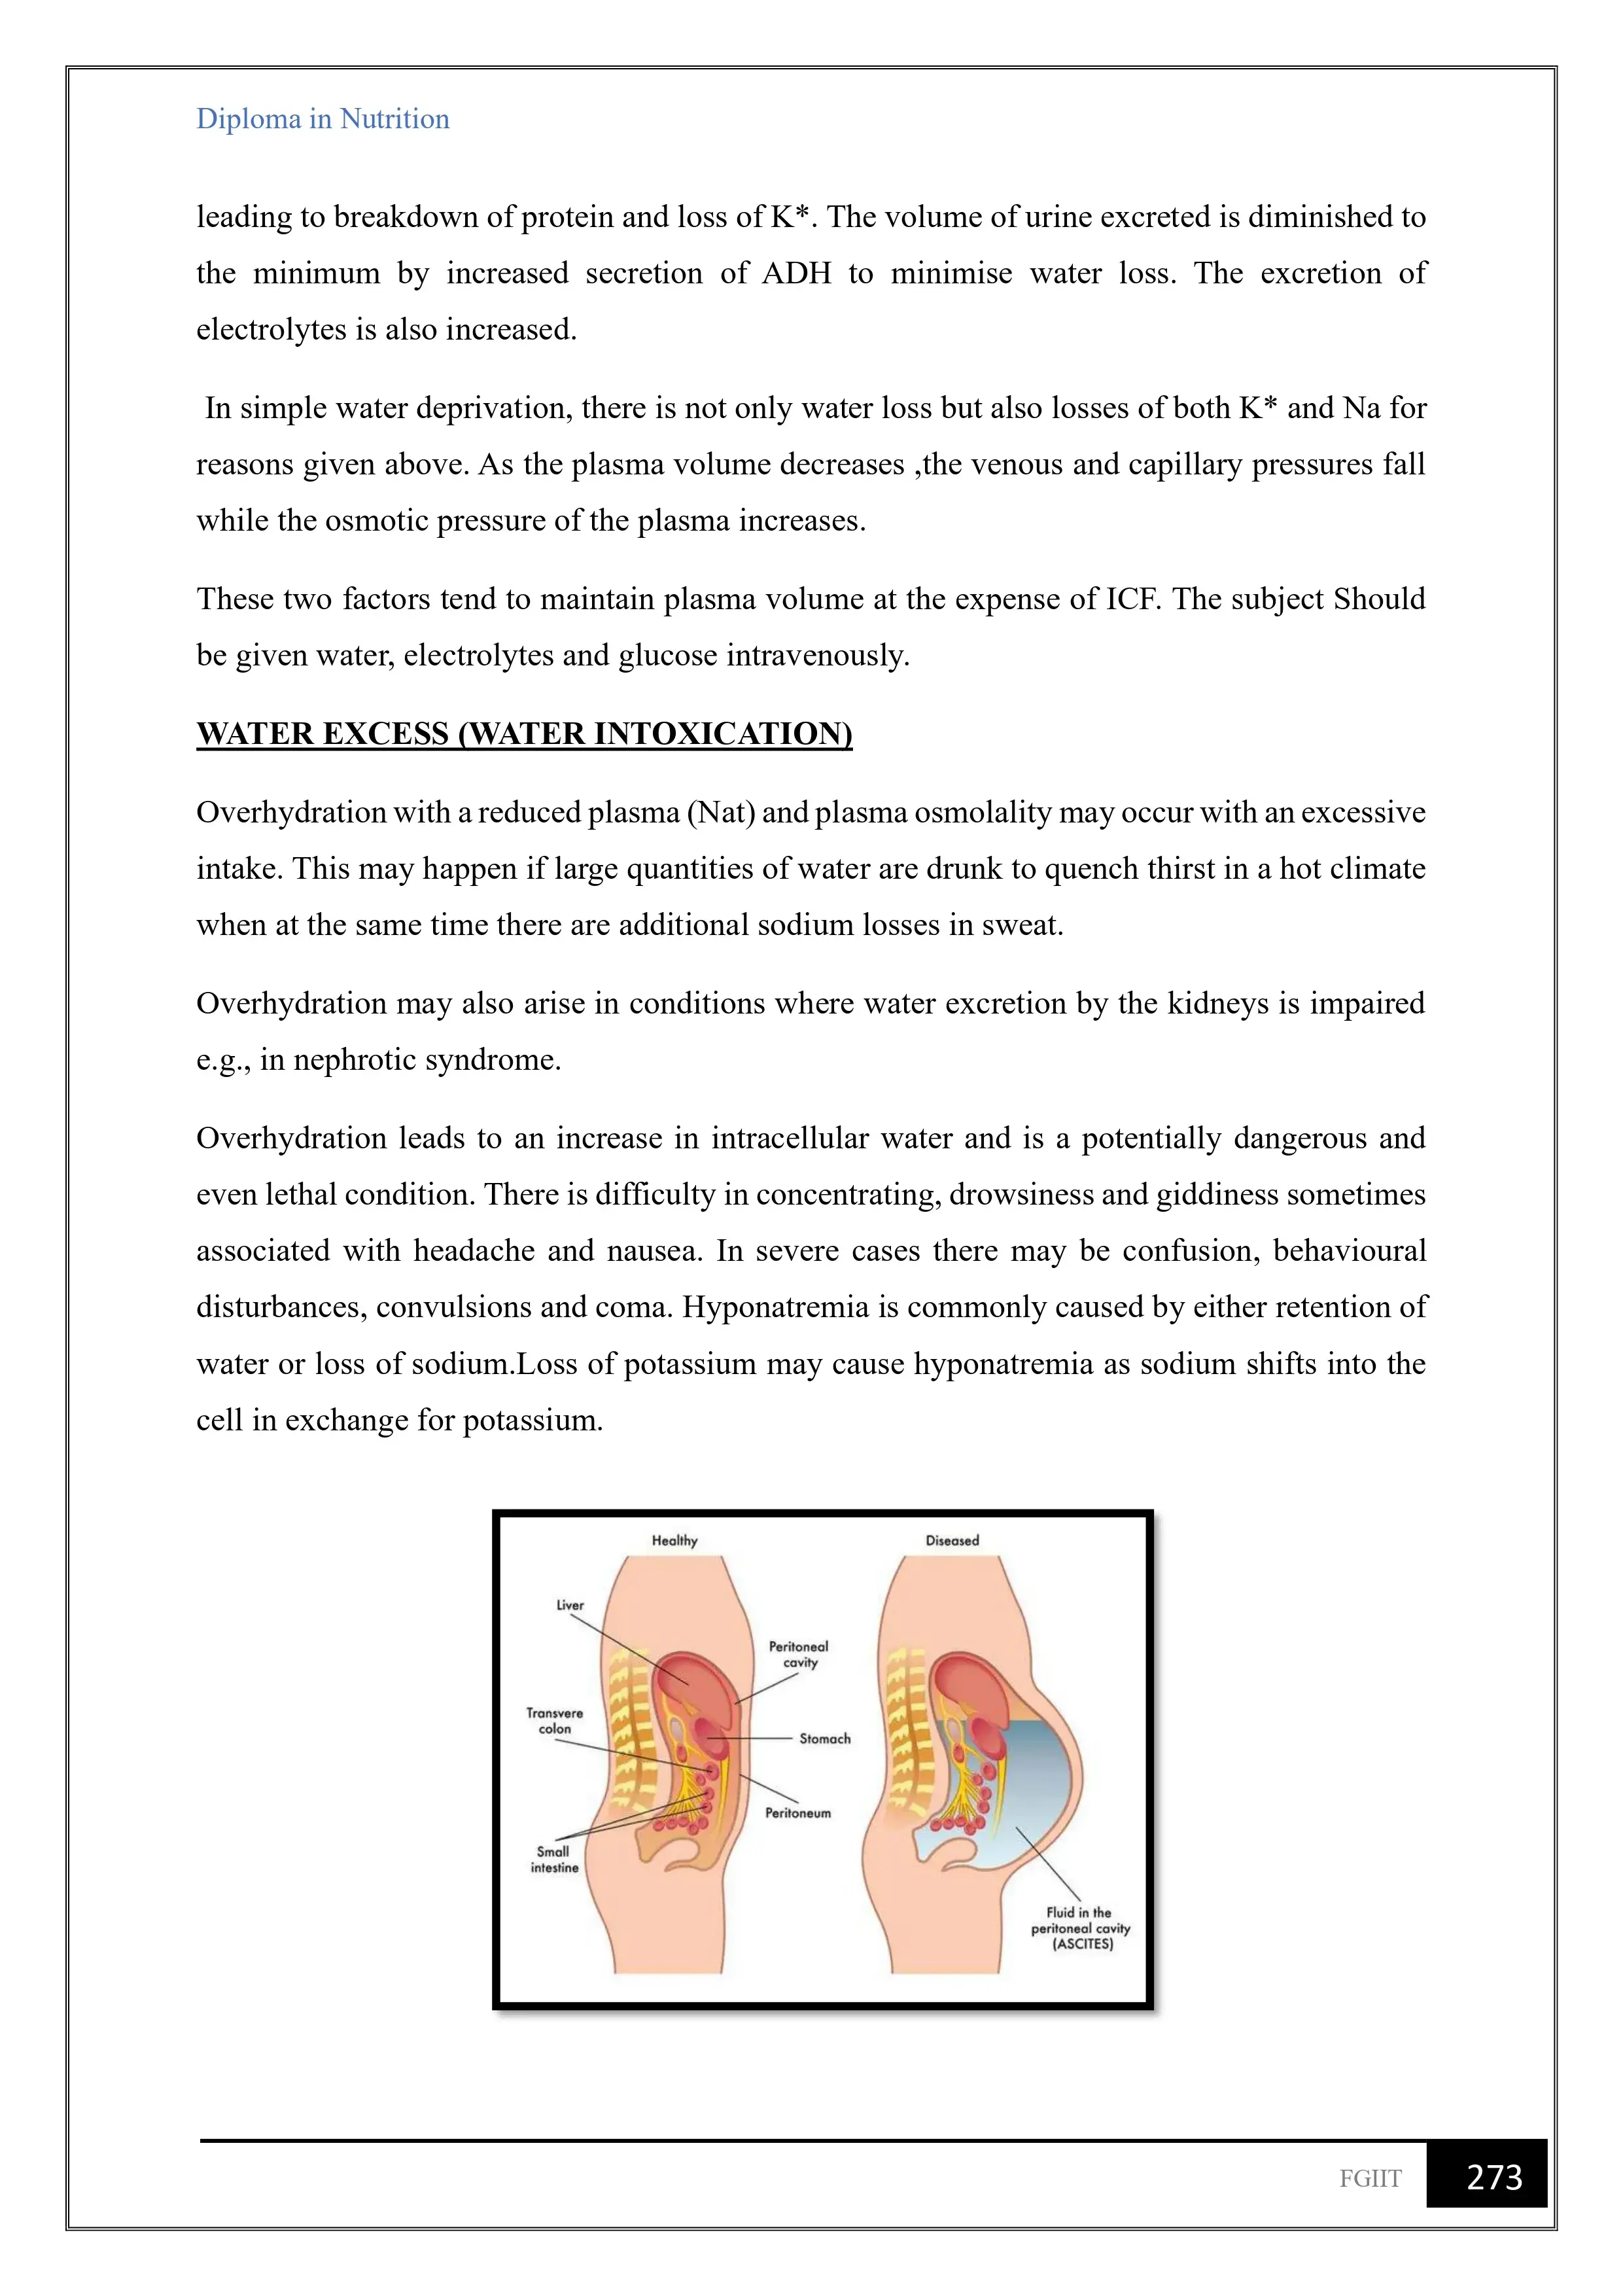 Diploma in Nutrition
leading to breakdown of protein and loss of K*. The volume of urine excreted is diminished to
the minimum by increased secretion of ADH to minimise water loss. The excretion of
electrolytes is also increased.
In simple water deprivation, there is not only water loss but also losses of both K* and Na for
reasons given above. As the plasma volume decreases ,the venous and capillary pressures fall
while the osmotic pressure of the plasma increases.
These two factors tend to maintain plasma volume at the expense of ICF. The subject Should
be given water, electrolytes and glucose intravenously.
WATER EXCESS (WATER INTOXICATION)
Overhydration with a reduced plasma (Nat) and plasma osmolality may occur with an excessive
intake. This may happen if large quantities of water are drunk to quench thirst in a hot climate
when at the same time there are additional sodium losses in sweat.
Overhydration may also arise in conditions where water excretion by the kidneys is impaired
e.g., in nephrotic syndrome.
Overhydration leads to an increase in intracellular water and is a potentially dangerous and
even lethal condition. There is difficulty in concentrating, drowsiness and giddiness sometimes
associated with headache and nausea. In severe cases there may be confusion, behavioural
disturbances, convulsions and coma. Hyponatremia is commonly caused by either retention of
water or loss of sodium.Loss of potassium may cause hyponatremia as sodium shifts into the
cell in exchange for potassium.
Healthy
Liver
Peritoneal
cavity
Transvere
colon
Stomach
Peritoneum
Small
intestine
Diseased
Fluid in the
peritoneal cavity
(ASCITES)
FGIIT
273